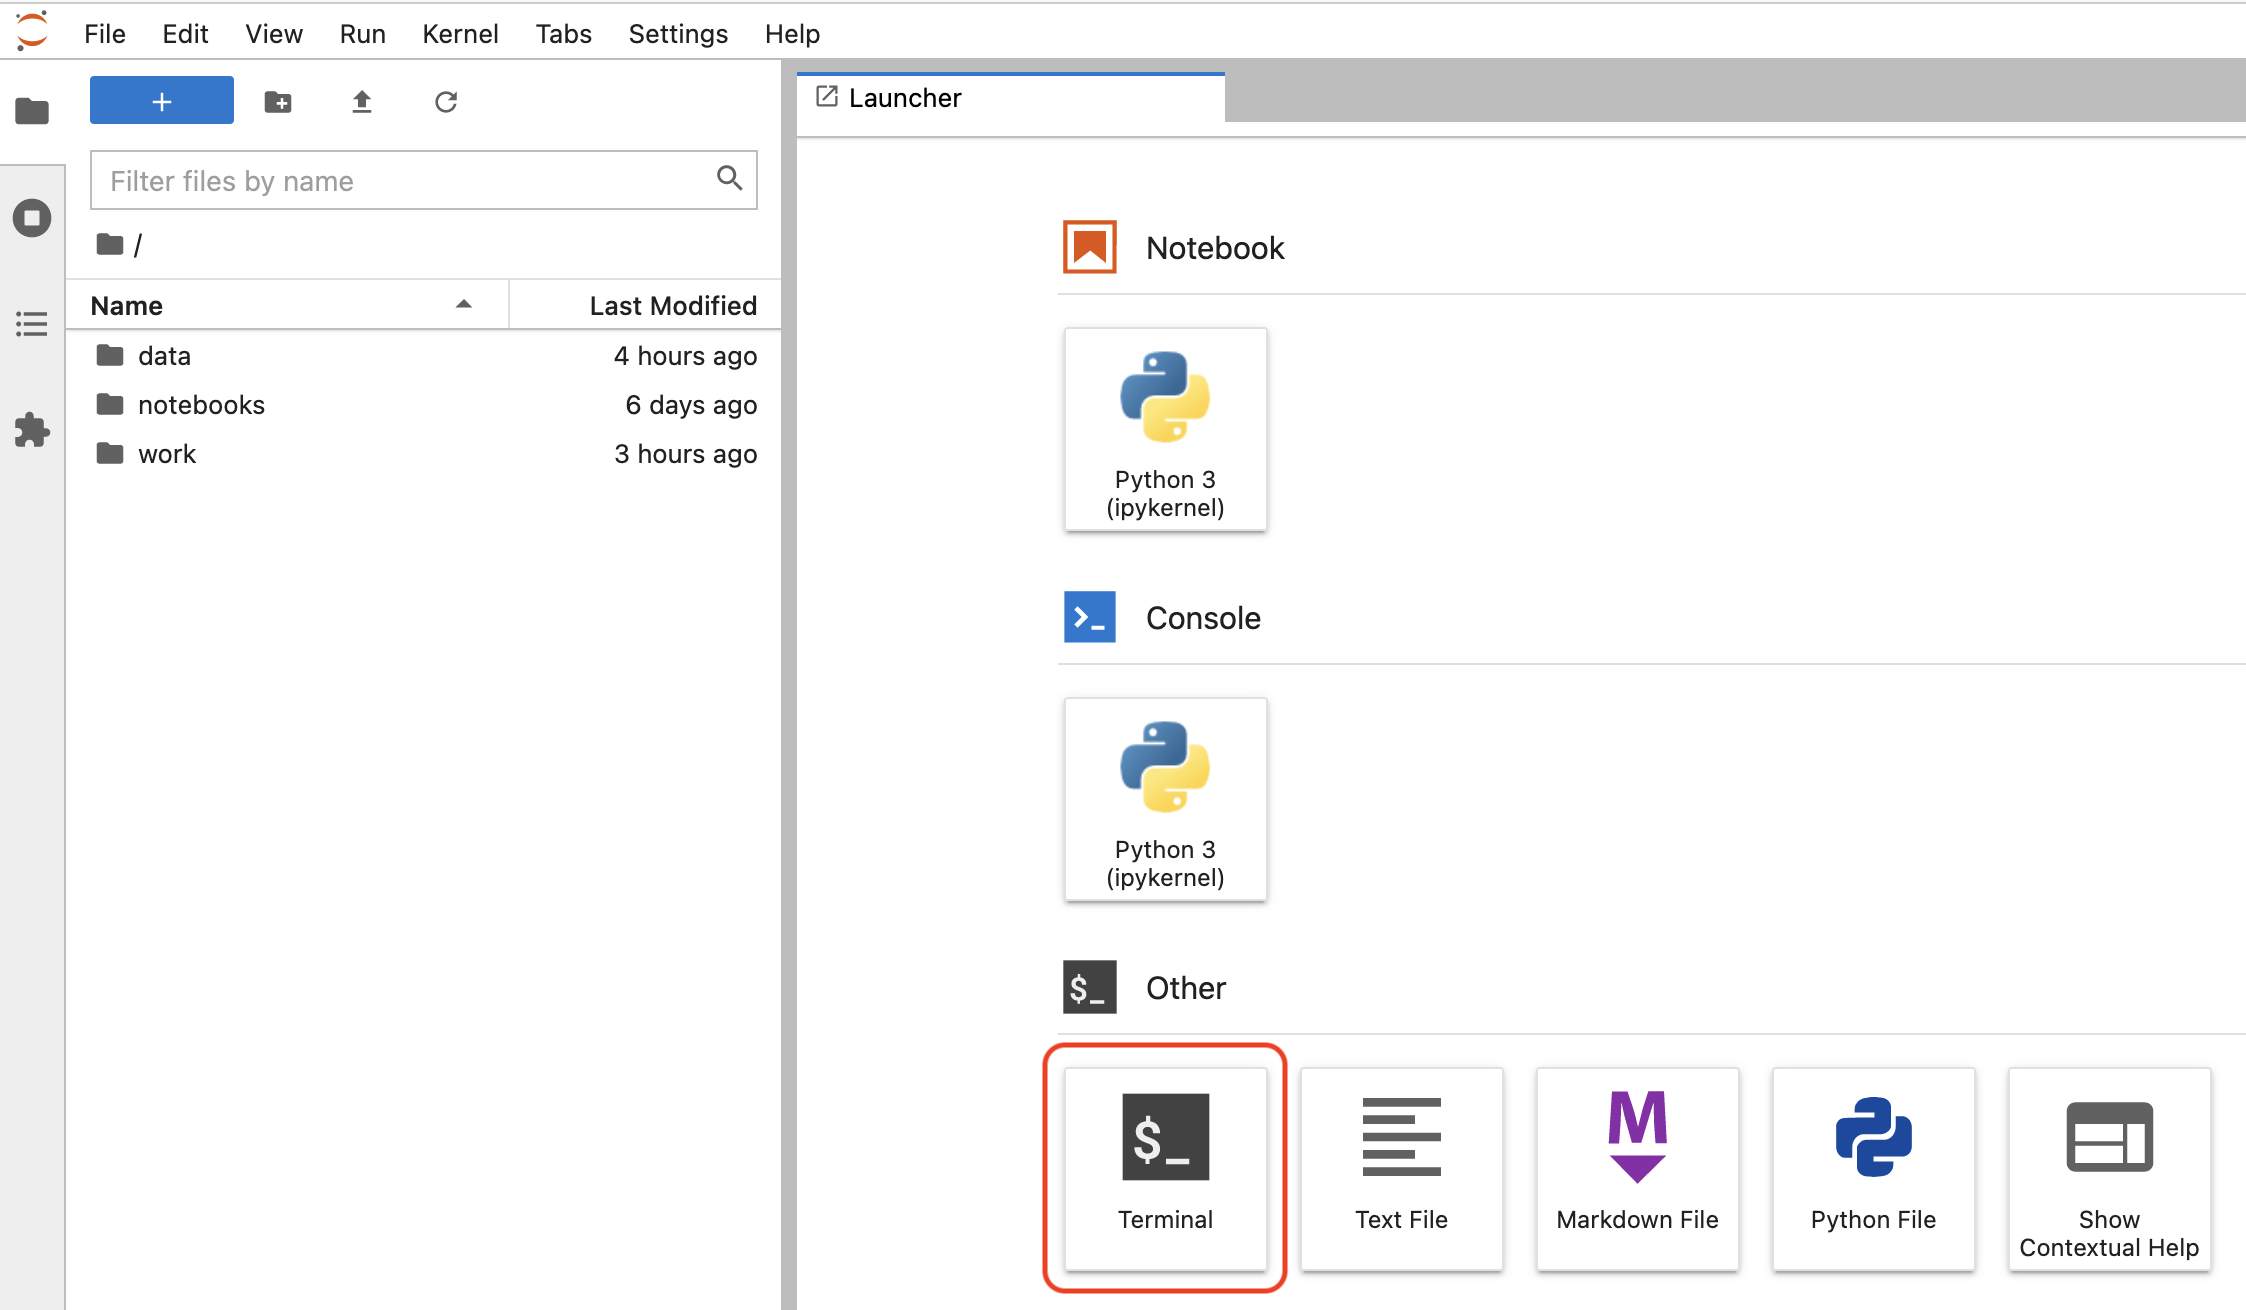 File Edit View Run Kernel Tabs Settings Help
+
Filter files by name
/
Name Last Modified
data 4 hours ago
notebooks 6 days ago
work 3 hours ago
Launcher
Notebook
Python 3
(ipykernel)
>_ Console
Python 3
(ipykernel)
$_ Other
$_
Terminal
Text File
M
Markdown File
Python File
Show
Contextual Help